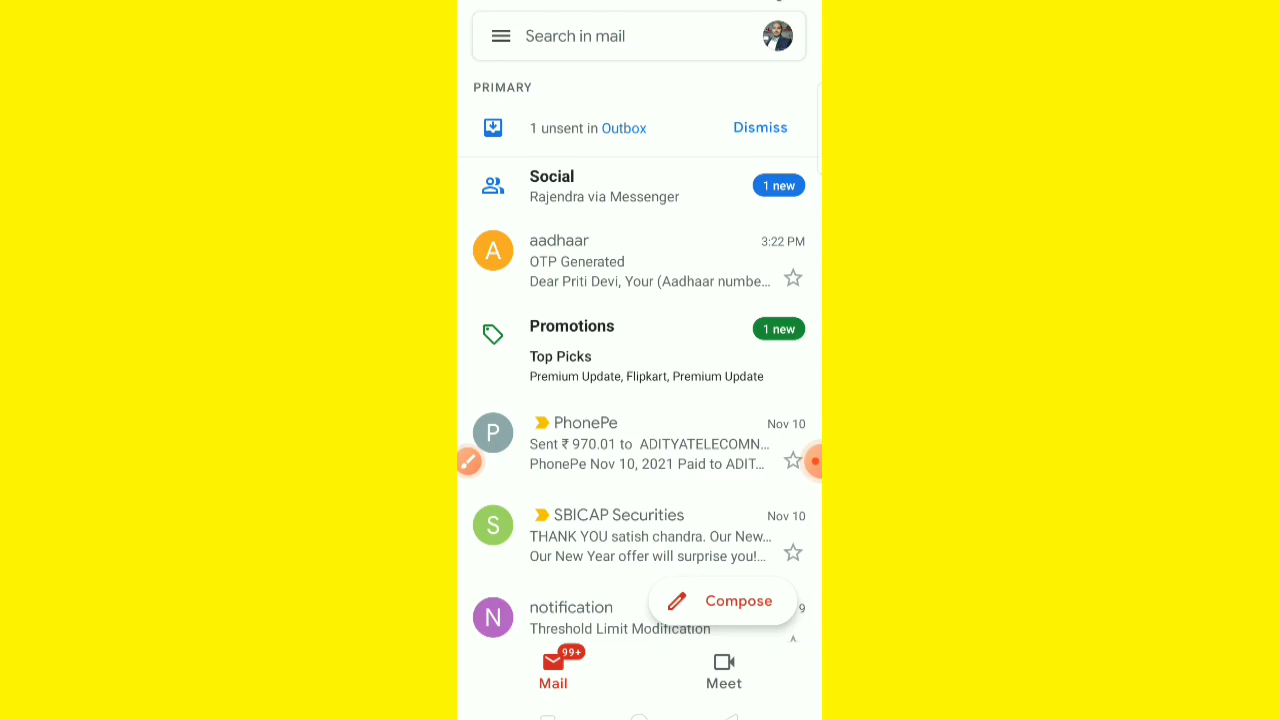 Search in mail
PRIMARY
1 unsent in Outbox
Dismiss
Social
1 new
Rajendra via Messenger
A
aadhaar
3:22 PM
OTP Generated
Dear Priti Devi, Your (Aadhaar numbe...
Promotions
1 new
Top Picks
Premium Update, Flipkart, Premium Update
P
PhonePe
Nov 10
Sent ₹ 970.01 to ADITYATELECOMN...
PhonePe Nov 10, 2021 Paid to ADIT...
S
SBICAP Securities
Nov 10
THANK YOU satish chandra. Our New...
Our New Year offer will surprise you!...
N
notification
9
Compose
Threshold Limit Modification
99+
Mail
Meet